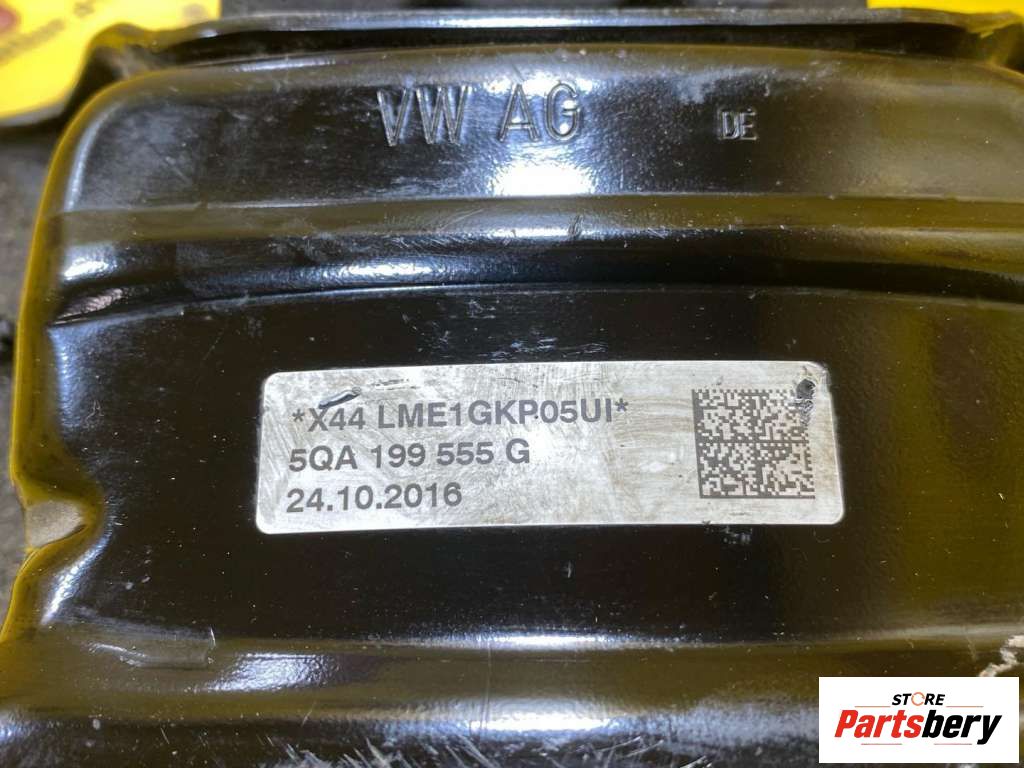 VW AG DE
*X44 LME1GKP05UI*
5QA 199 555 G
24.10.2016
STORE
Partsbery